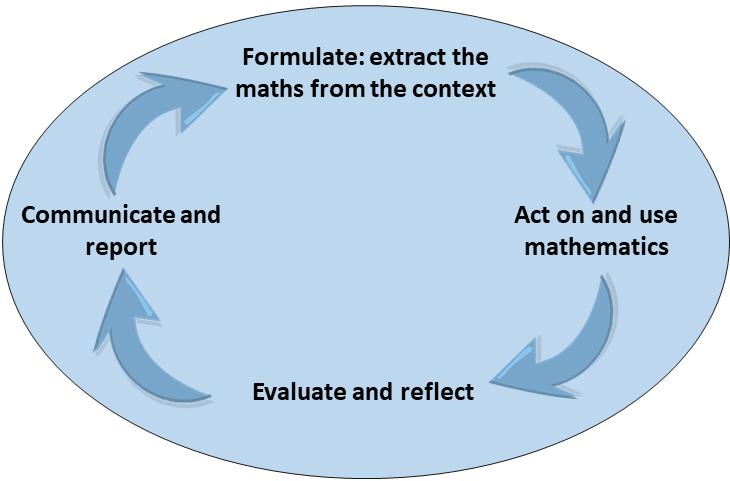 Formulate: extract the
maths from the context
Act on and use
mathematics
Evaluate and reflect
Communicate and
report